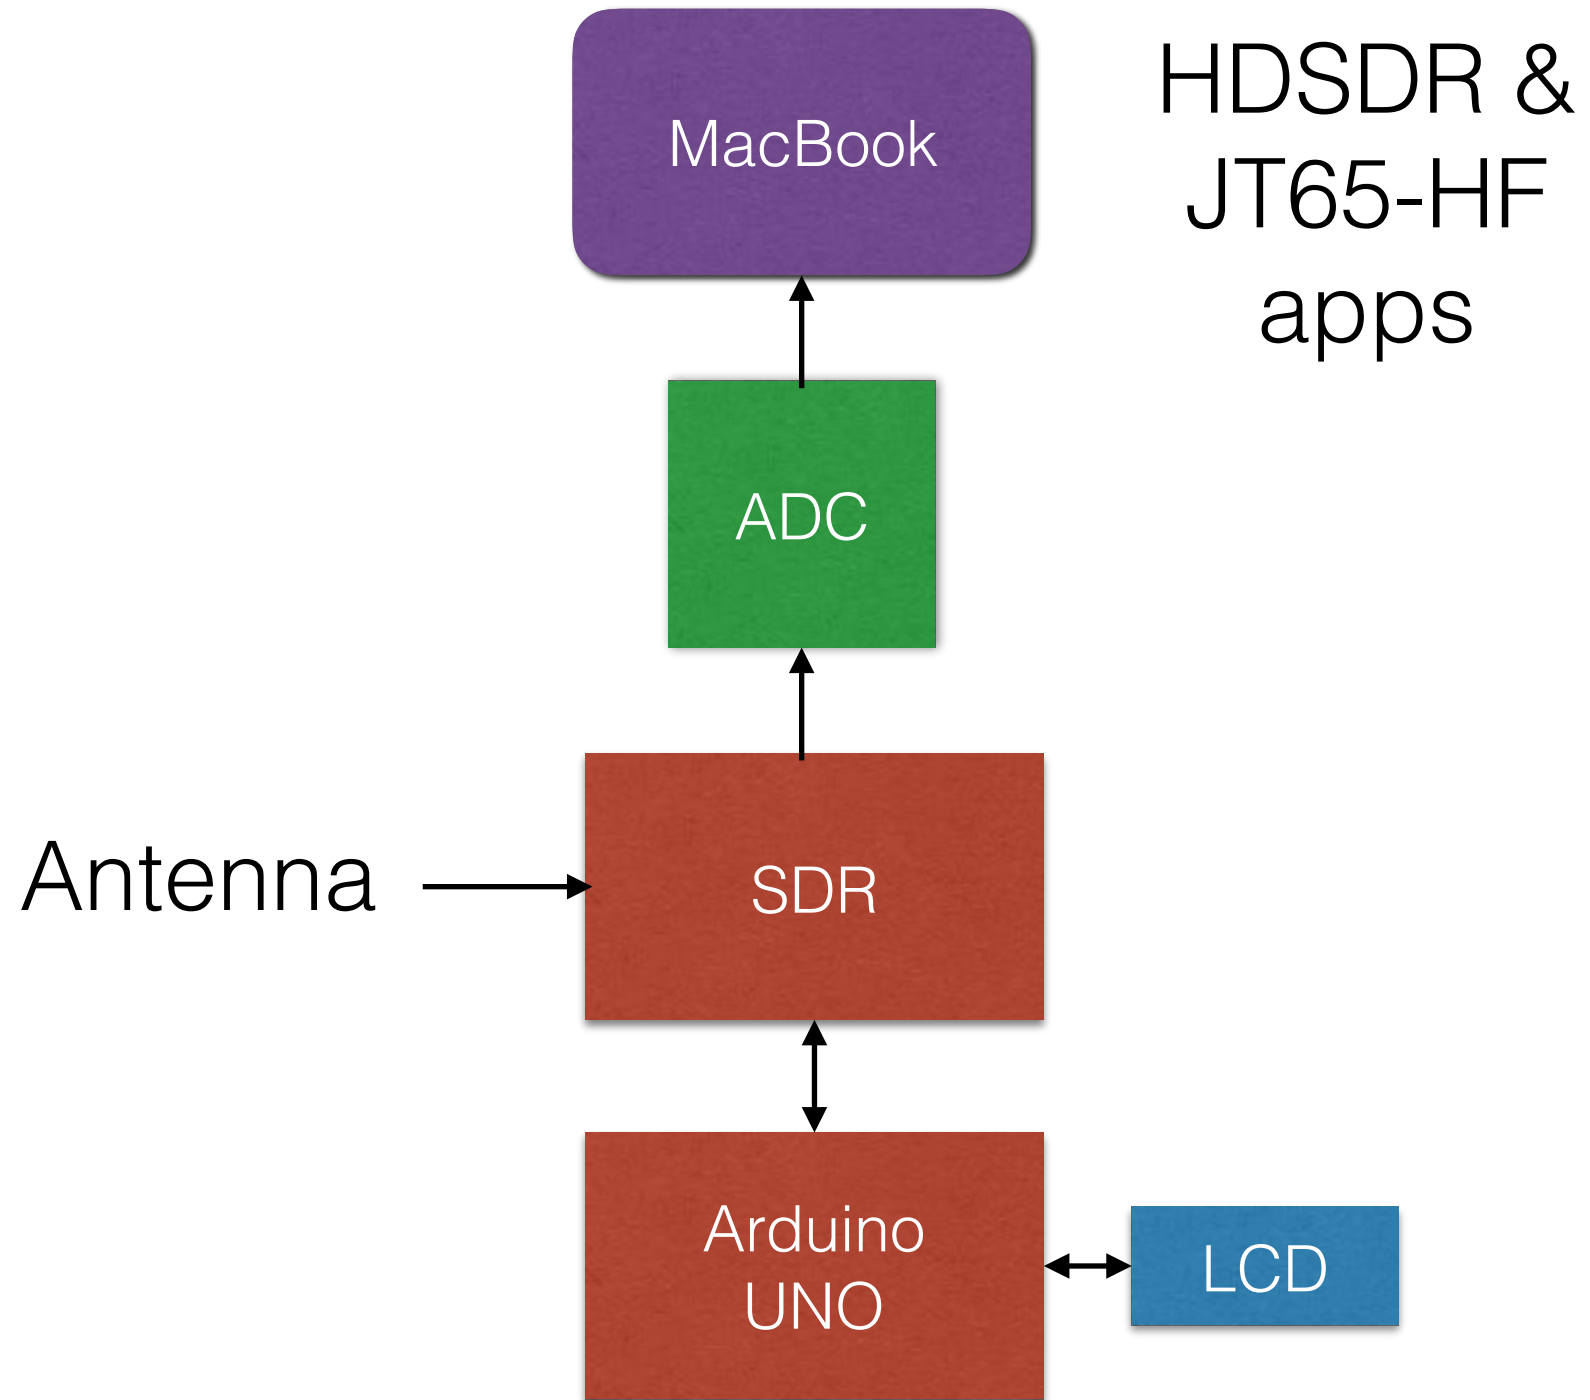 MacBook
HDSDR &
JT65-HF
apps
ADC
Antenna
SDR
Arduino
UNO
LCD